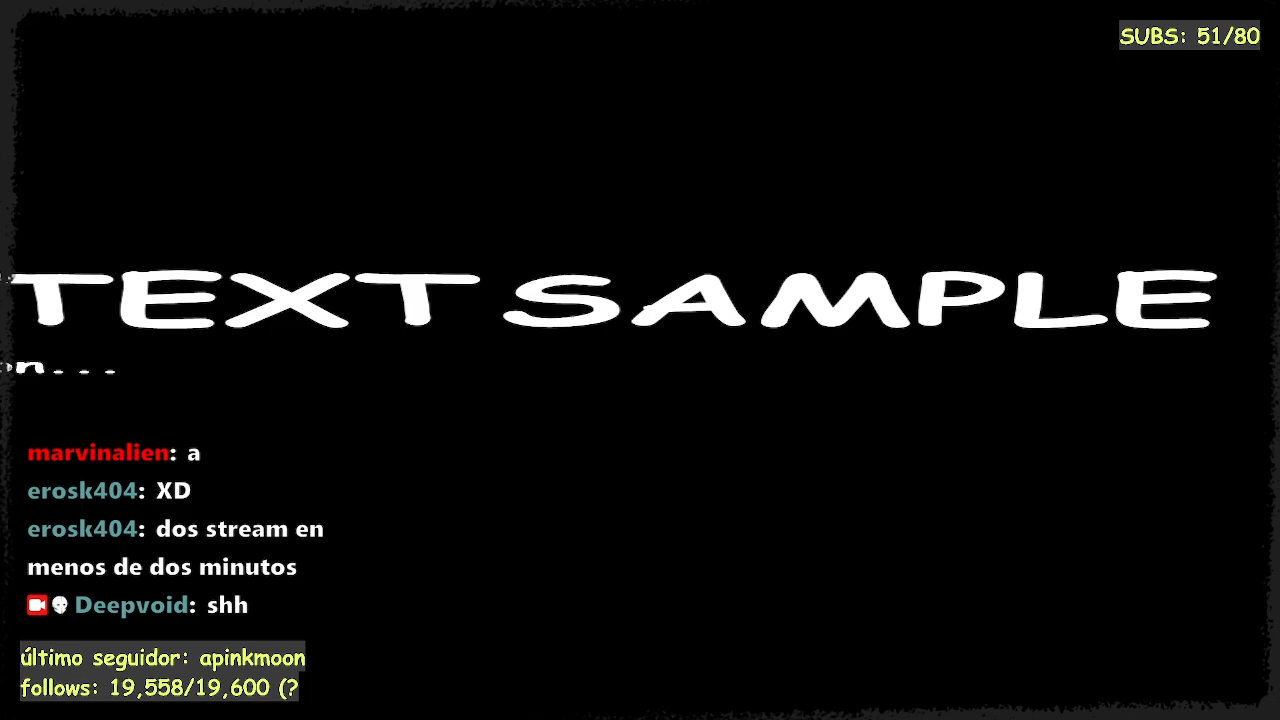 SUBS: 51/80
TEXT SAMPLE
n...
marvinalien: a
erosk404: XD
erosk404: dos stream en
menos de dos minutos
Deepvoid: shh
último seguidor: apinkmoon
follows: 19,558/19,600 (?